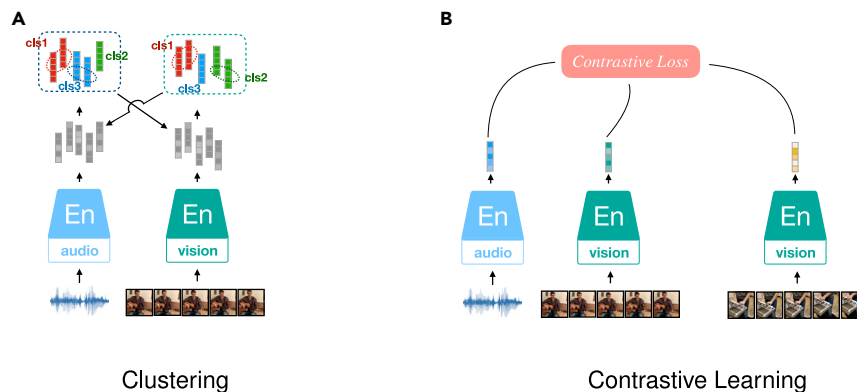 A
cls1
cls2
cls3
cls1
cls2
cls3
En
audio
En
vision
Clustering
B
Contrastive Loss
En
audio
En
vision
En
vision
Contrastive Learning